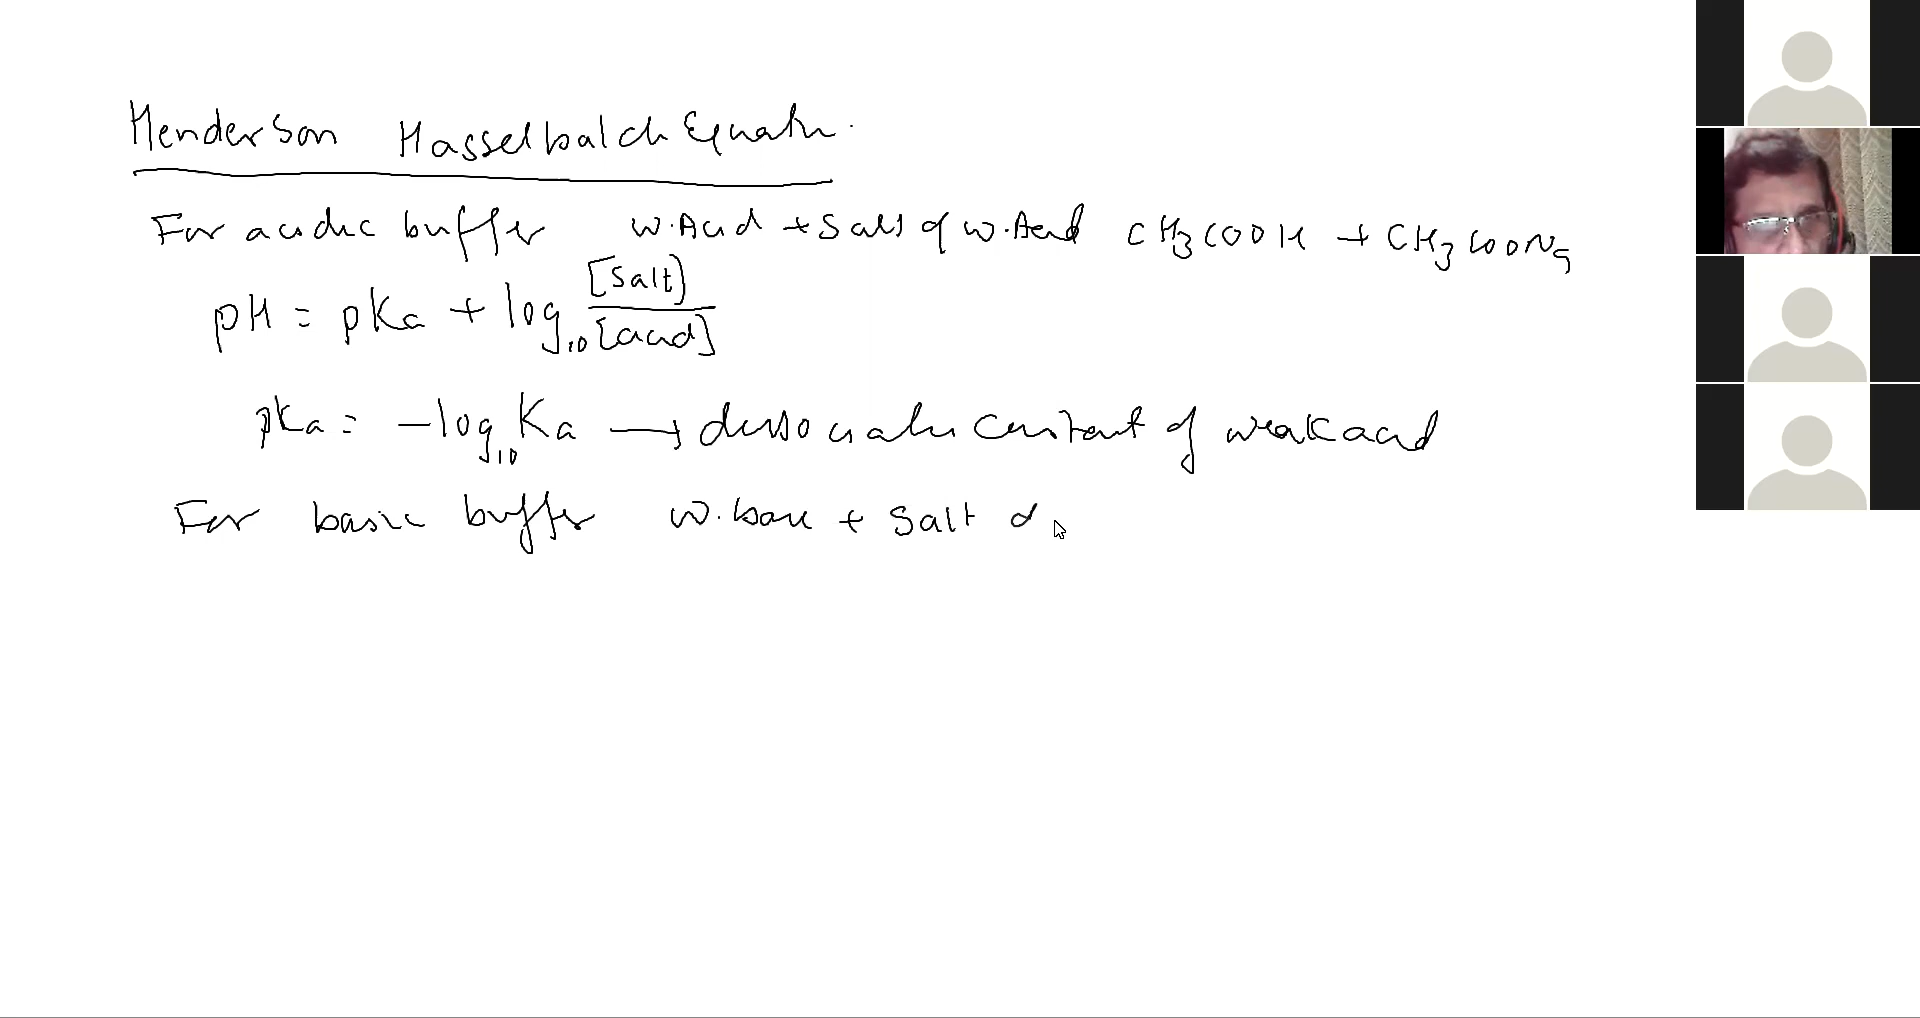 Henderson Hasselbalch Equatn.
For acidic buffer W.Acid + Salt of W.Acid CH3COOH + CH3COONa
pH = pKa + log10 [Salt]/[acid]
pKa = -log10 Ka → dissociatn constant of weak acid
For basic buffer W.base + Salt of